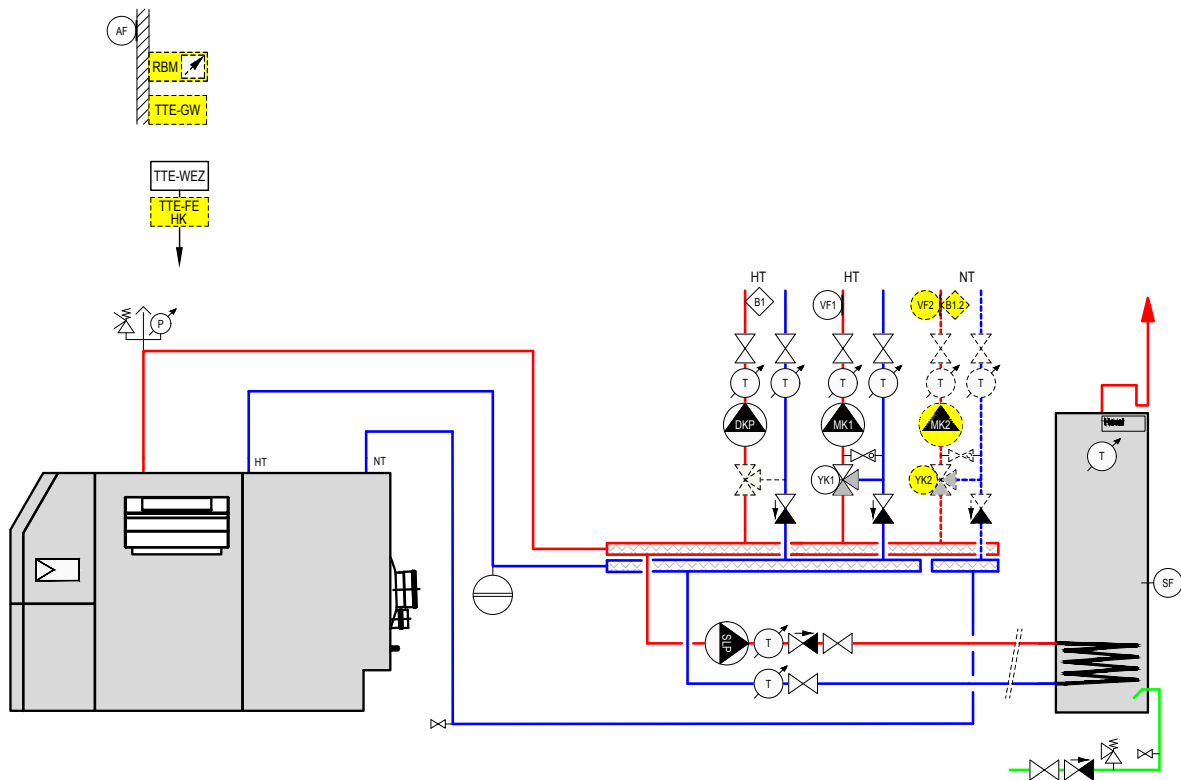 AF
RBM
TTE-GW
TTE-WEZ
TTE-FE
HK
P
HT
NT
HT HT NT
B1 VF1 VF2 B1.2
T T T T T T
DKP MK1 MK2
YK1 YK2
T
SF
SLP T
T